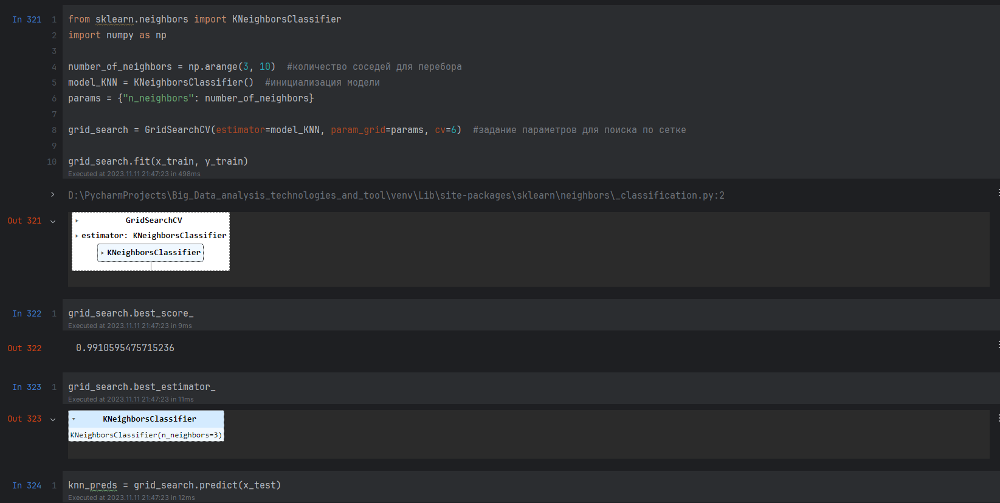 In 321
1 from sklearn.neighbors import KNeighborsClassifier
2 import numpy as np
3
4 number_of_neighbors = np.arange(3, 10)  #количество соседей для перебора
5 model_KNN = KNeighborsClassifier()  #инициализация модели
6 params = {"n_neighbors": number_of_neighbors}
7
8 grid_search = GridSearchCV(estimator=model_KNN, param_grid=params, cv=6)  #задание параметров для поиска по сетке
9
10 grid_search.fit(x_train, y_train)
Executed at 2023.11.11 21:47:23 in 498ms
D:\PycharmProjects\Big_Data_analysis_technologies_and_tool\venv\Lib\site-packages\sklearn\neighbors\_classification.py:2
Out 321
GridSearchCV
estimator: KNeighborsClassifier
KNeighborsClassifier
In 322
1 grid_search.best_score_
Executed at 2023.11.11 21:47:23 in 9ms
Out 322
0.9910595475715236
In 323
1 grid_search.best_estimator_
Executed at 2023.11.11 21:47:23 in 11ms
Out 323
KNeighborsClassifier
KNeighborsClassifier(n_neighbors=3)
In 324
1 knn_preds = grid_search.predict(x_test)
Executed at 2023.11.11 21:47:23 in 12ms